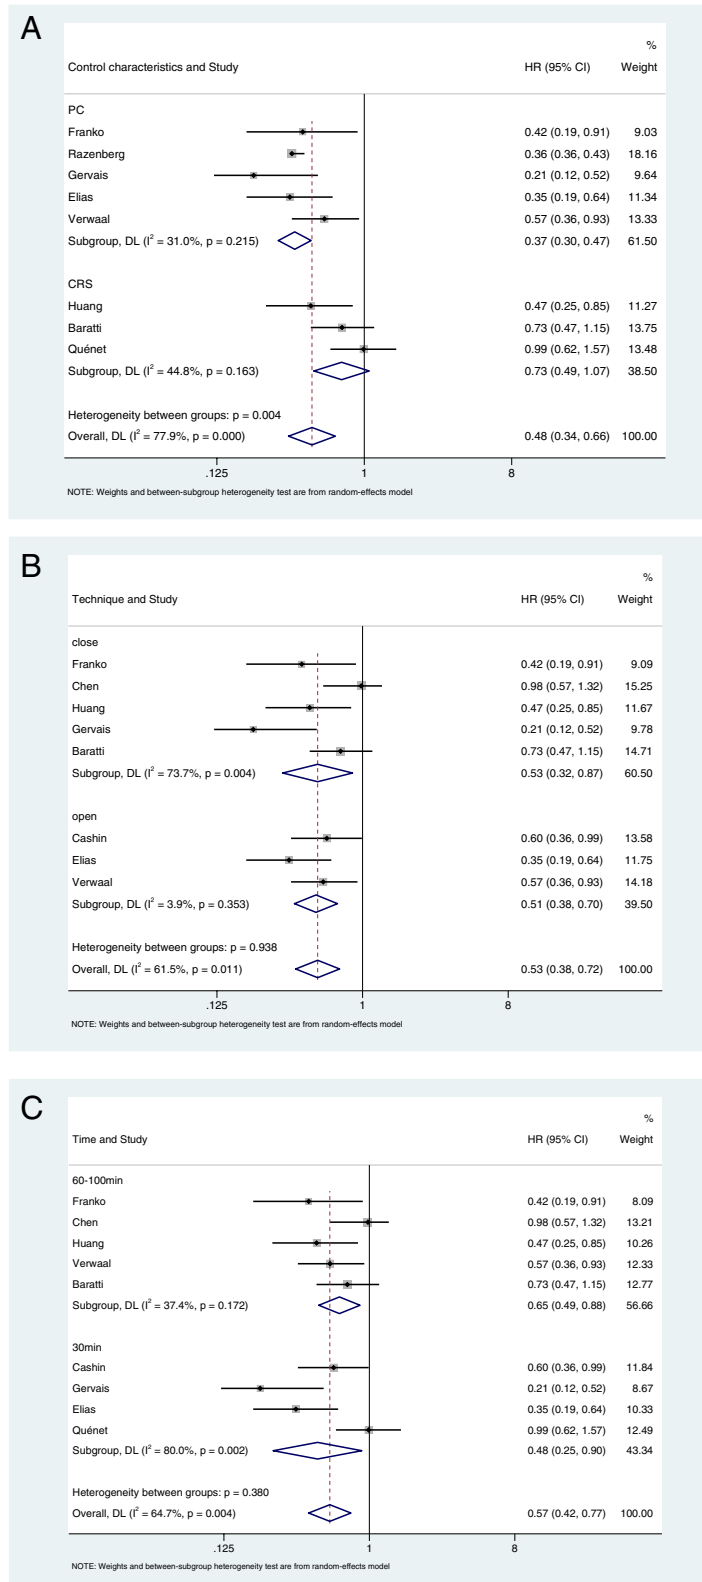 A
%
Control characteristics and Study HR (95% CI) Weight
PC
Franko 0.42 (0.19, 0.91) 9.03
Razenberg 0.36 (0.36, 0.43) 18.16
Gervais 0.21 (0.12, 0.52) 9.64
Elias 0.35 (0.19, 0.64) 11.34
Verwaal 0.57 (0.36, 0.93) 13.33
Subgroup, DL (I² = 31.0%, p = 0.215) 0.37 (0.30, 0.47) 61.50
CRS
Huang 0.47 (0.25, 0.85) 11.27
Baratti 0.73 (0.47, 1.15) 13.75
Quénet 0.99 (0.62, 1.57) 13.48
Subgroup, DL (I² = 44.8%, p = 0.163) 0.73 (0.49, 1.07) 38.50
Heterogeneity between groups: p = 0.004
Overall, DL (I² = 77.9%, p = 0.000) 0.48 (0.34, 0.66) 100.00
.125 1 8
NOTE: Weights and between-subgroup heterogeneity test are from random-effects model
B
%
Technique and Study HR (95% CI) Weight
close
Franko 0.42 (0.19, 0.91) 9.09
Chen 0.98 (0.57, 1.32) 15.25
Huang 0.47 (0.25, 0.85) 11.67
Gervais 0.21 (0.12, 0.52) 9.78
Baratti 0.73 (0.47, 1.15) 14.71
Subgroup, DL (I² = 73.7%, p = 0.004) 0.53 (0.32, 0.87) 60.50
open
Cashin 0.60 (0.36, 0.99) 13.58
Elias 0.35 (0.19, 0.64) 11.75
Verwaal 0.57 (0.36, 0.93) 14.18
Subgroup, DL (I² = 3.9%, p = 0.353) 0.51 (0.38, 0.70) 39.50
Heterogeneity between groups: p = 0.938
Overall, DL (I² = 61.5%, p = 0.011) 0.53 (0.38, 0.72) 100.00
.125 1 8
NOTE: Weights and between-subgroup heterogeneity test are from random-effects model
C
%
Time and Study HR (95% CI) Weight
60-100min
Franko 0.42 (0.19, 0.91) 8.09
Chen 0.98 (0.57, 1.32) 13.21
Huang 0.47 (0.25, 0.85) 10.26
Verwaal 0.57 (0.36, 0.93) 12.33
Baratti 0.73 (0.47, 1.15) 12.77
Subgroup, DL (I² = 37.4%, p = 0.172) 0.65 (0.49, 0.88) 56.66
30min
Cashin 0.60 (0.36, 0.99) 11.84
Gervais 0.21 (0.12, 0.52) 8.67
Elias 0.35 (0.19, 0.64) 10.33
Quénet 0.99 (0.62, 1.57) 12.49
Subgroup, DL (I² = 80.0%, p = 0.002) 0.48 (0.25, 0.90) 43.34
Heterogeneity between groups: p = 0.380
Overall, DL (I² = 64.7%, p = 0.004) 0.57 (0.42, 0.77) 100.00
.125 1 8
NOTE: Weights and between-subgroup heterogeneity test are from random-effects model